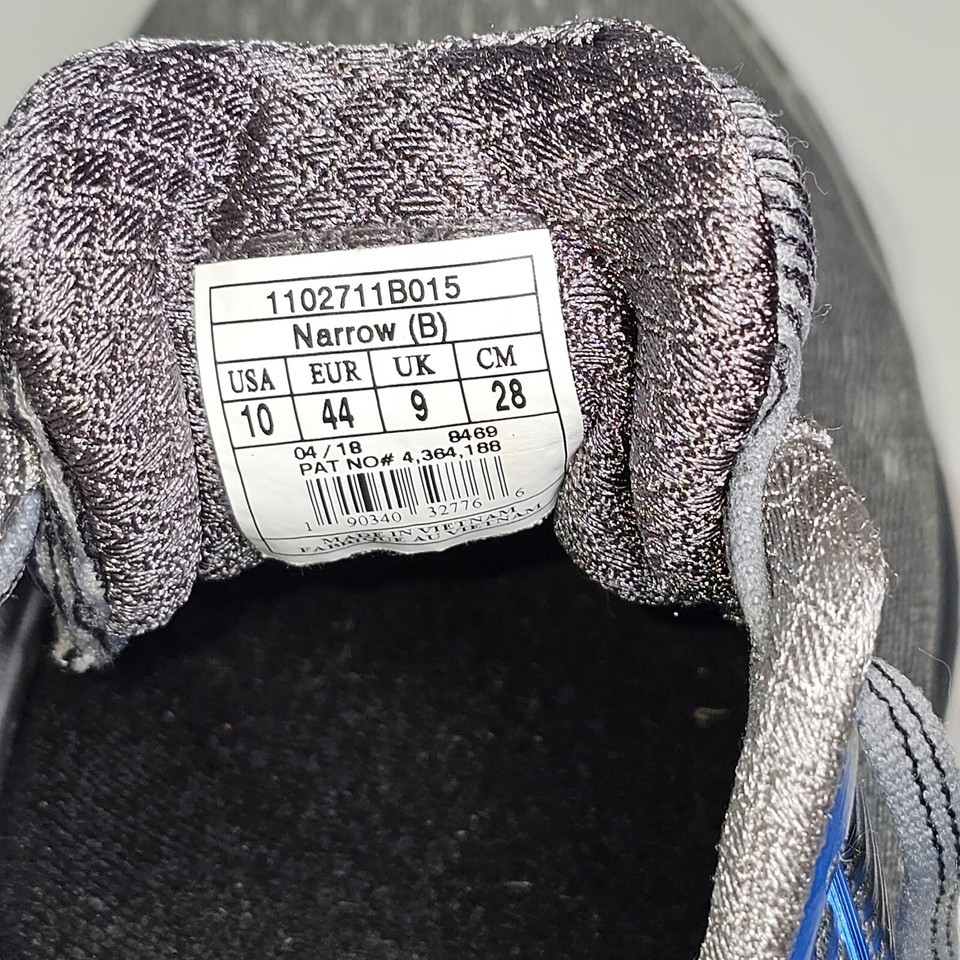 1102711B015
Narrow (B)
USA EUR UK CM
10 44 9 28
04/18 8469
PAT NO# 4,364,188
1 90340 32776 6
MADE IN VIETNAM
FABRIQUE AU VIETNAM